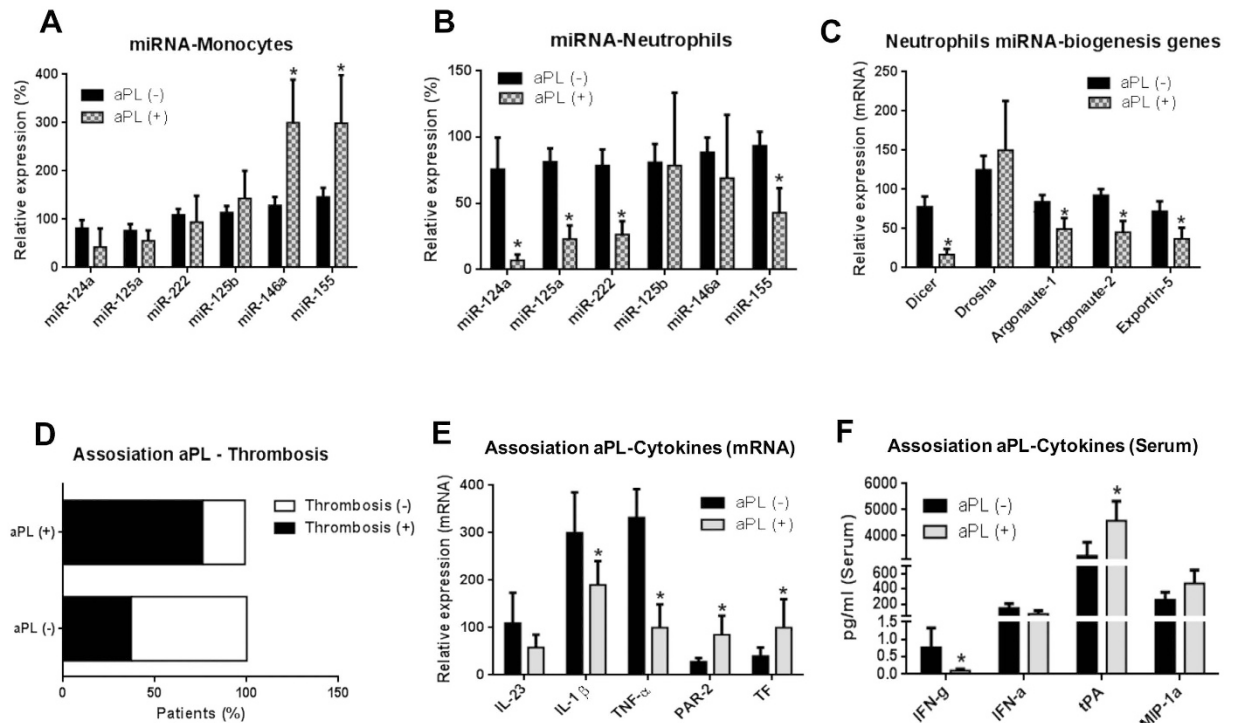 A
miRNA-Monocytes
Relative expression (%)
400
300
200
100
0
aPL (-)
aPL (+)
*
*
miR-124a
miR-125a
miR-222
miR-125b
miR-146a
miR-155
B
miRNA-Neutrophils
Relative expression (%)
150
100
50
0
aPL (-)
aPL (+)
*
*
*
*
miR-124a
miR-125a
miR-222
miR-125b
miR-146a
miR-155
C
Neutrophils miRNA-biogenesis genes
Relative expression (mRNA)
250
200
150
100
50
0
aPL (-)
aPL (+)
*
*
*
*
Dicer
Drosha
Argonaute-1
Argonaute-2
Exportin-5
D
Assosiation aPL - Thrombosis
aPL (+)
aPL (-)
Thrombosis (-)
Thrombosis (+)
0
50
100
150
Patients (%)
E
Assosiation aPL-Cytokines (mRNA)
Relative expression (mRNA)
400
300
200
100
0
aPL (-)
aPL (+)
*
*
*
*
IL-23
IL-1 β
TNF-α
PAR-2
TF
F
Assosiation aPL-Cytokines (Serum)
pg/ml (Serum)
6000
5000
4000
600
400
200
1.5
1.0
0.5
0.0
aPL (-)
aPL (+)
*
*
IFN-g
IFN-a
tPA
MIP-1a